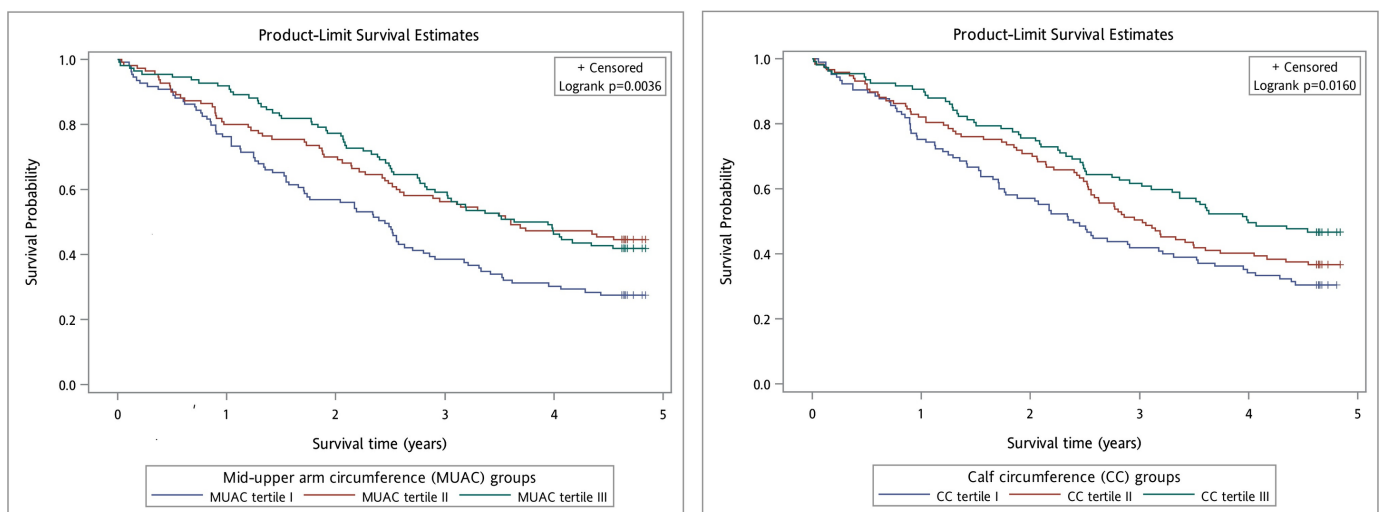 Product-Limit Survival Estimates
+ Censored
Logrank p=0.0036
1.0
0.8
0.6
0.4
0.2
0.0
Survival Probability
0 1 2 3 4 5
Survival time (years)
Mid-upper arm circumference (MUAC) groups
MUAC tertile I MUAC tertile II MUAC tertile III
Product-Limit Survival Estimates
+ Censored
Logrank p=0.0160
1.0
0.8
0.6
0.4
0.2
0.0
Survival Probability
0 1 2 3 4 5
Survival time (years)
Calf circumference (CC) groups
CC tertile I CC tertile II CC tertile III